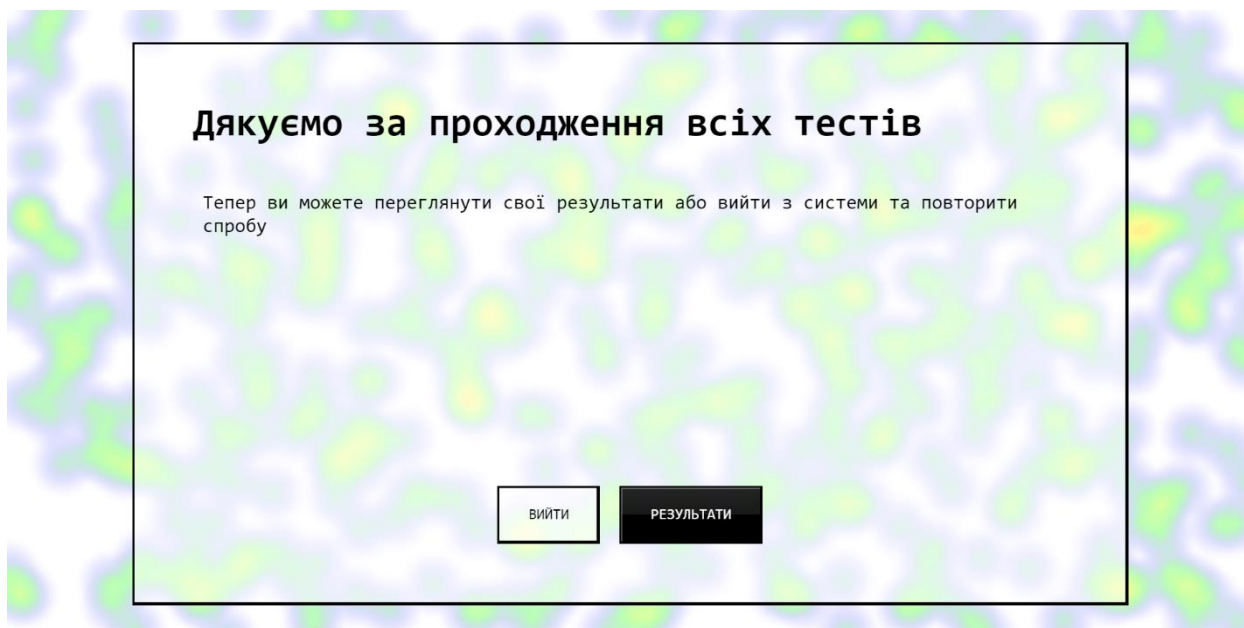 Дякуємо за проходження всіх тестів
Тепер ви можете переглянути свої результати або вийти з системи та повторити
спробу
ВИЙТИ
РЕЗУЛЬТАТИ